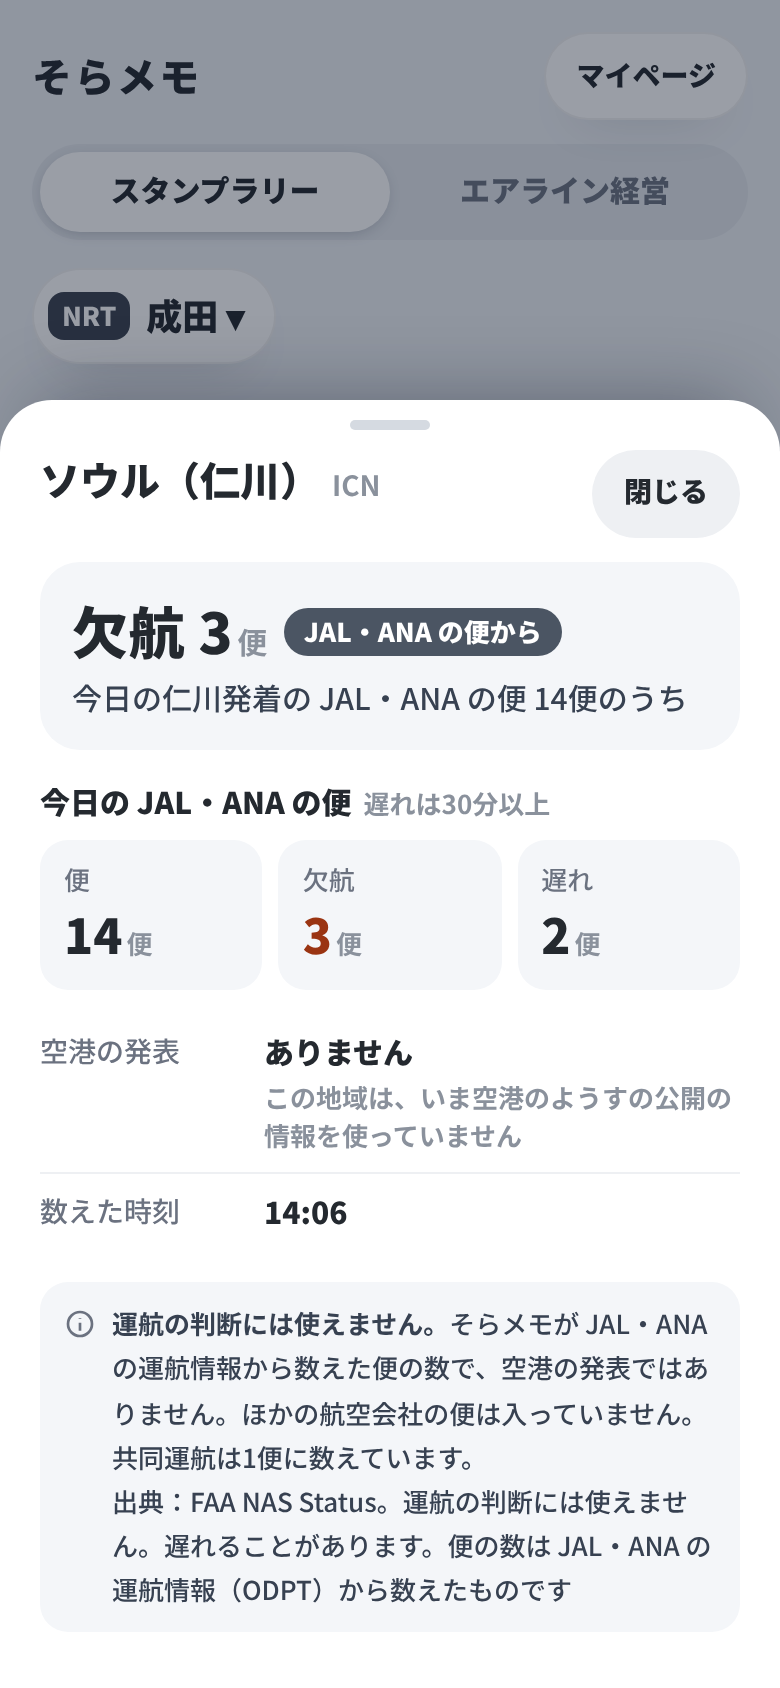 そらメモ
マイページ
スタンプラリー
エアライン経営
NRT 成田 ▼
ソウル（仁川） ICN
閉じる
欠航 3 便 JAL・ANA の便から
今日の仁川発着の JAL・ANA の便 14便のうち
今日の JAL・ANA の便 遅れは30分以上
便
14 便
欠航
3 便
遅れ
2 便
空港の発表
ありません
この地域は、いま空港のようすの公開の
情報を使っていません
数えた時刻
14:06
運航の判断には使えません。そらメモが JAL・ANA
の運航情報から数えた便の数で、空港の発表ではあ
りません。ほかの航空会社の便は入っていません。
共同運航は1便に数えています。
出典：FAA NAS Status。運航の判断には使えませ
ん。遅れることがあります。便の数は JAL・ANA の
運航情報（ODPT）から数えたものです